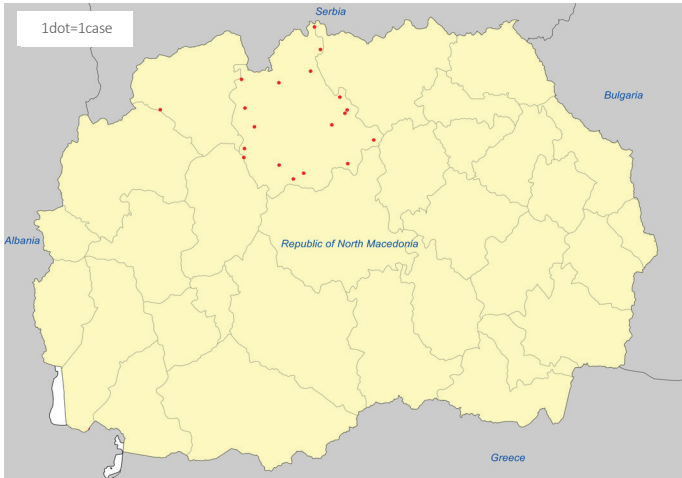 Serbia
1dot=1case
Bulgaria
Albania
Republic of North Macedonia
Greece